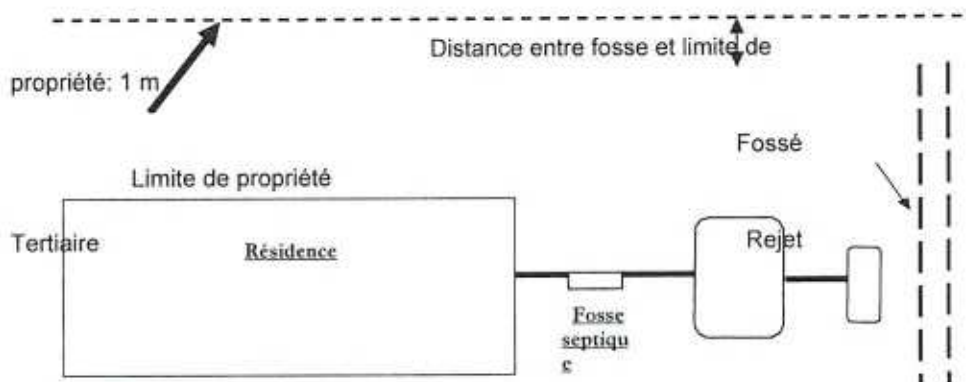 Distance entre fosse et limite de
propriété: 1 m
Fossé
Limite de propriété
Tertiaire
Résidence
Rejet
Fosse
septiqu
e